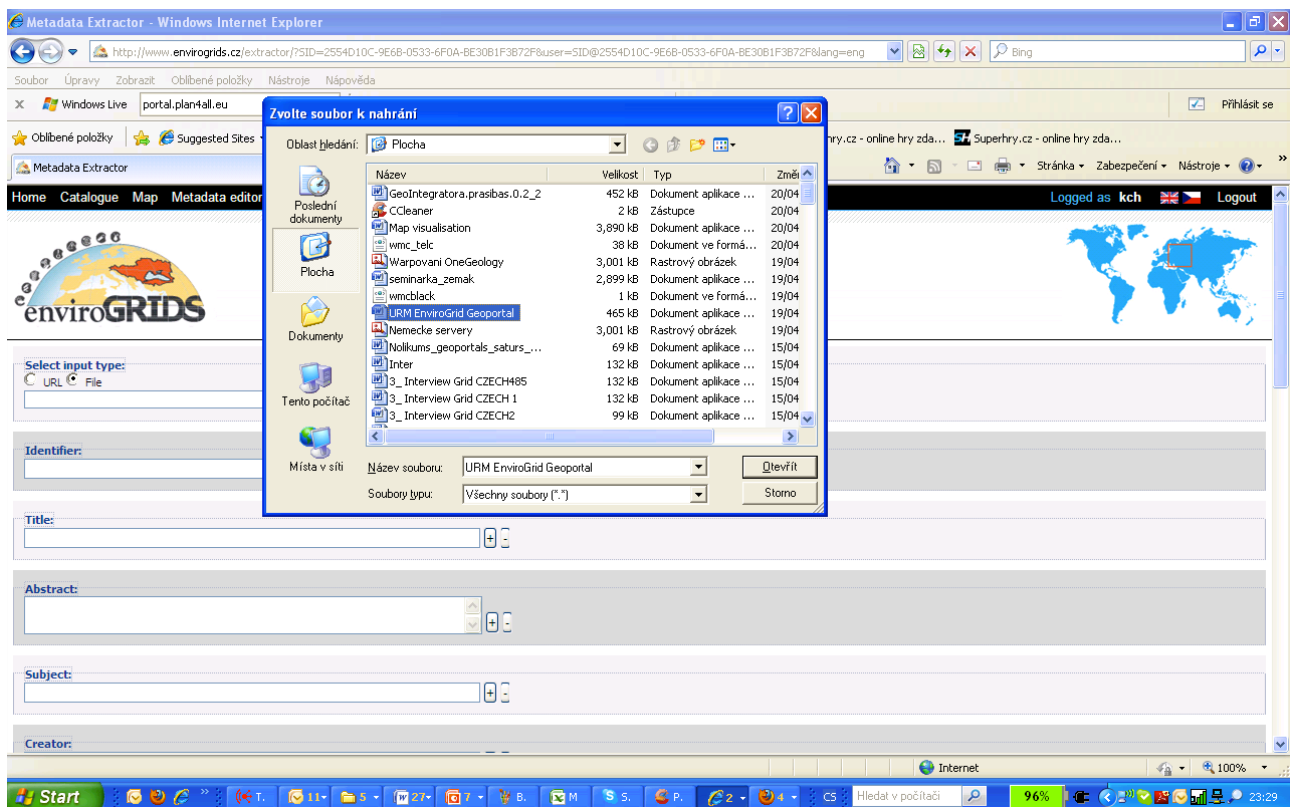 Metadata Extractor - Windows Internet Explorer
http://www.envirogrids.cz/extractor/?SID=2554D10C-9E6B-0533-6F0A-BE30B1F3B72F&user=SID@2554D10C-9E6B-0533-6F0A-BE30B1F3B72F&lang=eng
Bing
Soubor Úpravy Zobrazit Oblíbené položky Nástroje Nápověda
x Windows Live portal.plan4all.eu Přihlásit se
Oblíbené položky Suggested Sites hry.cz - online hry zda... Superhry.cz - online hry zda...
Metadata Extractor Stránka Zabezpečení Nástroje
Home Catalogue Map Metadata editor Logged as kch Logout
enviroGRIDS
Zvolte soubor k nahrání
Oblast hledání: Plocha
Poslední dokumenty
Plocha
Dokumenty
Tento počítač
Místa v síti
Název Velikost Typ Změ
GeoIntegratora.prasibas.0.2_2 452 kB Dokument aplikace ... 20/04
CCleaner 2 kB Zástupce 20/04
Map visualisation 3,890 kB Dokument aplikace ... 20/04
wmc_telc 38 kB Dokument ve formá... 20/04
Warpovani OneGeology 3,001 kB Rastrový obrázek 19/04
seminarka_zemak 2,899 kB Dokument aplikace ... 19/04
wmcblack 1 kB Dokument ve formá... 19/04
URM EnviroGrid Geoportal 465 kB Dokument aplikace ... 19/04
Nemecke servery 3,001 kB Rastrový obrázek 19/04
Nolikums_geoportals_saturs_... 69 kB Dokument aplikace ... 15/04
Inter 132 kB Dokument aplikace ... 15/04
3_ Interview Grid CZECH485 132 kB Dokument aplikace ... 15/04
3_ Interview Grid CZECH 1 132 kB Dokument aplikace ... 15/04
3_ Interview Grid CZECH2 99 kB Dokument aplikace ... 15/04
Název souboru: URM EnviroGrid Geoportal Otevřít
Soubory typu: Všechny soubory (*.*) Storno
Select input type:
URL File
Identifier:
Title:
+ -
Abstract:
+ -
Subject:
+ -
Creator:
Internet 100%
Start T. 11 5 27 7 B. M S. P. 2 4 CS Hledat v počítači 96% 23:29